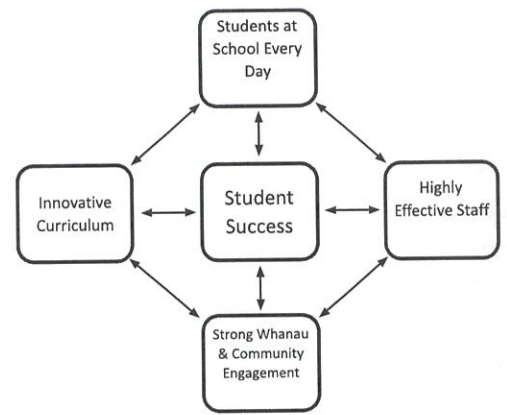 Students at
School Every
Day
Innovative
Curriculum
Student
Success
Highly
Effective Staff
Strong Whanau
& Community
Engagement